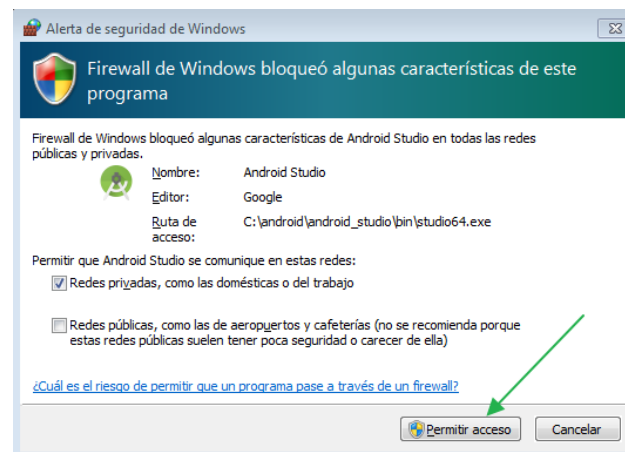 Alerta de seguridad de Windows
Firewall de Windows bloqueó algunas características de este
programa
Firewall de Windows bloqueó algunas características de Android Studio en todas las redes
públicas y privadas.
Nombre: Android Studio
Editor: Google
Ruta de C:\android\android_studio\bin\studio64.exe
acceso:
Permitir que Android Studio se comunique en estas redes:
Redes privadas, como las domésticas o del trabajo
Redes públicas, como las de aeropuertos y cafeterías (no se recomienda porque
estas redes públicas suelen tener poca seguridad o carecer de ella)
¿Cuál es el riesgo de permitir que un programa pase a través de un firewall?
Permitir acceso Cancelar